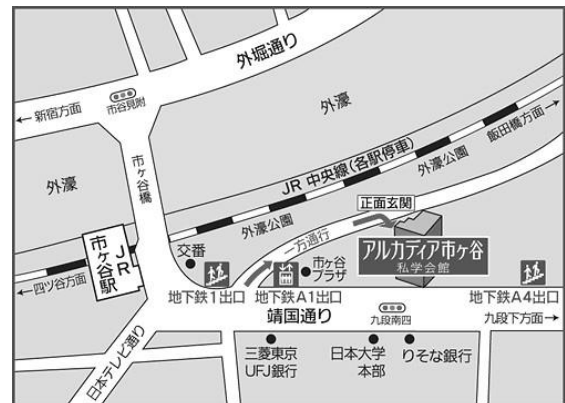 外堀通り
←新宿方面
市谷見附
外濠
飯田橋方面→
市ヶ谷橋
JR 中央線(各駅停車)
外濠公園
外濠
正面玄関
外濠公園
一方通行
交番
市ヶ谷
プラザ
アルカディア市ヶ谷
私学会館
JR
市ヶ谷駅
←四ツ谷方面
地下鉄1出口
地下鉄A1出口
地下鉄A4出口
靖国通り
九段南四
九段下方面→
日本テレビ通り
三菱東京
UFJ銀行
日本大学
本部
りそな銀行